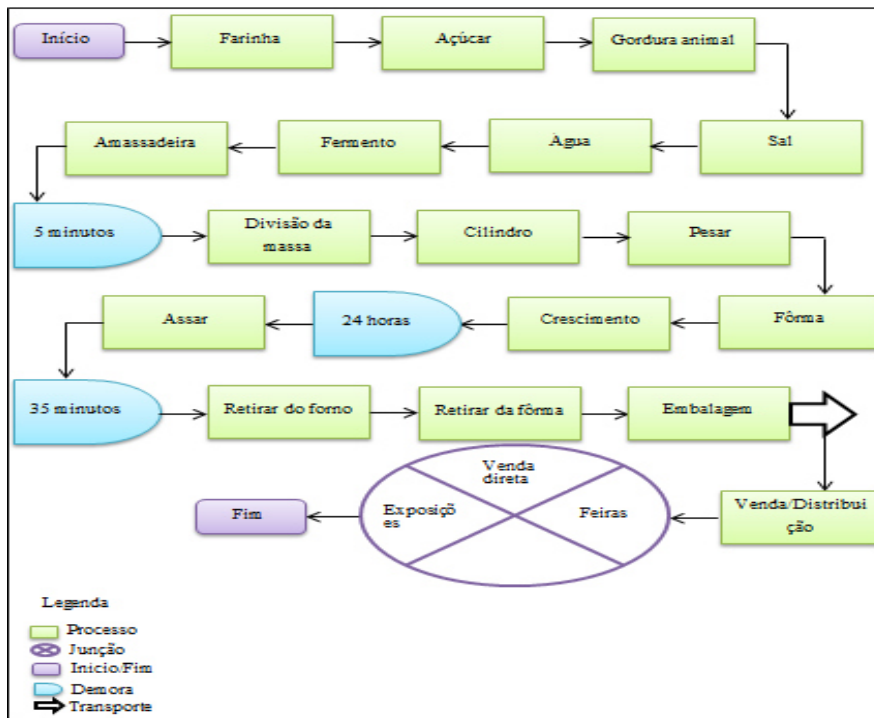 Início
Farinha
Açúcar
Gordura animal
Amassadeira
Fermento
Água
Sal
5 minutos
Divisão da
massa
Cilindro
Pesar
Assar
24 horas
Crescimento
Fôrma
35 minutos
Retirar do forno
Retirar da fôrma
Embalagem
Venda
direta
Exposiçõ
es
Feiras
Fim
Venda/Distribui
ção
Legenda
Processo
Junção
Inicio/Fim
Demora
Transporte